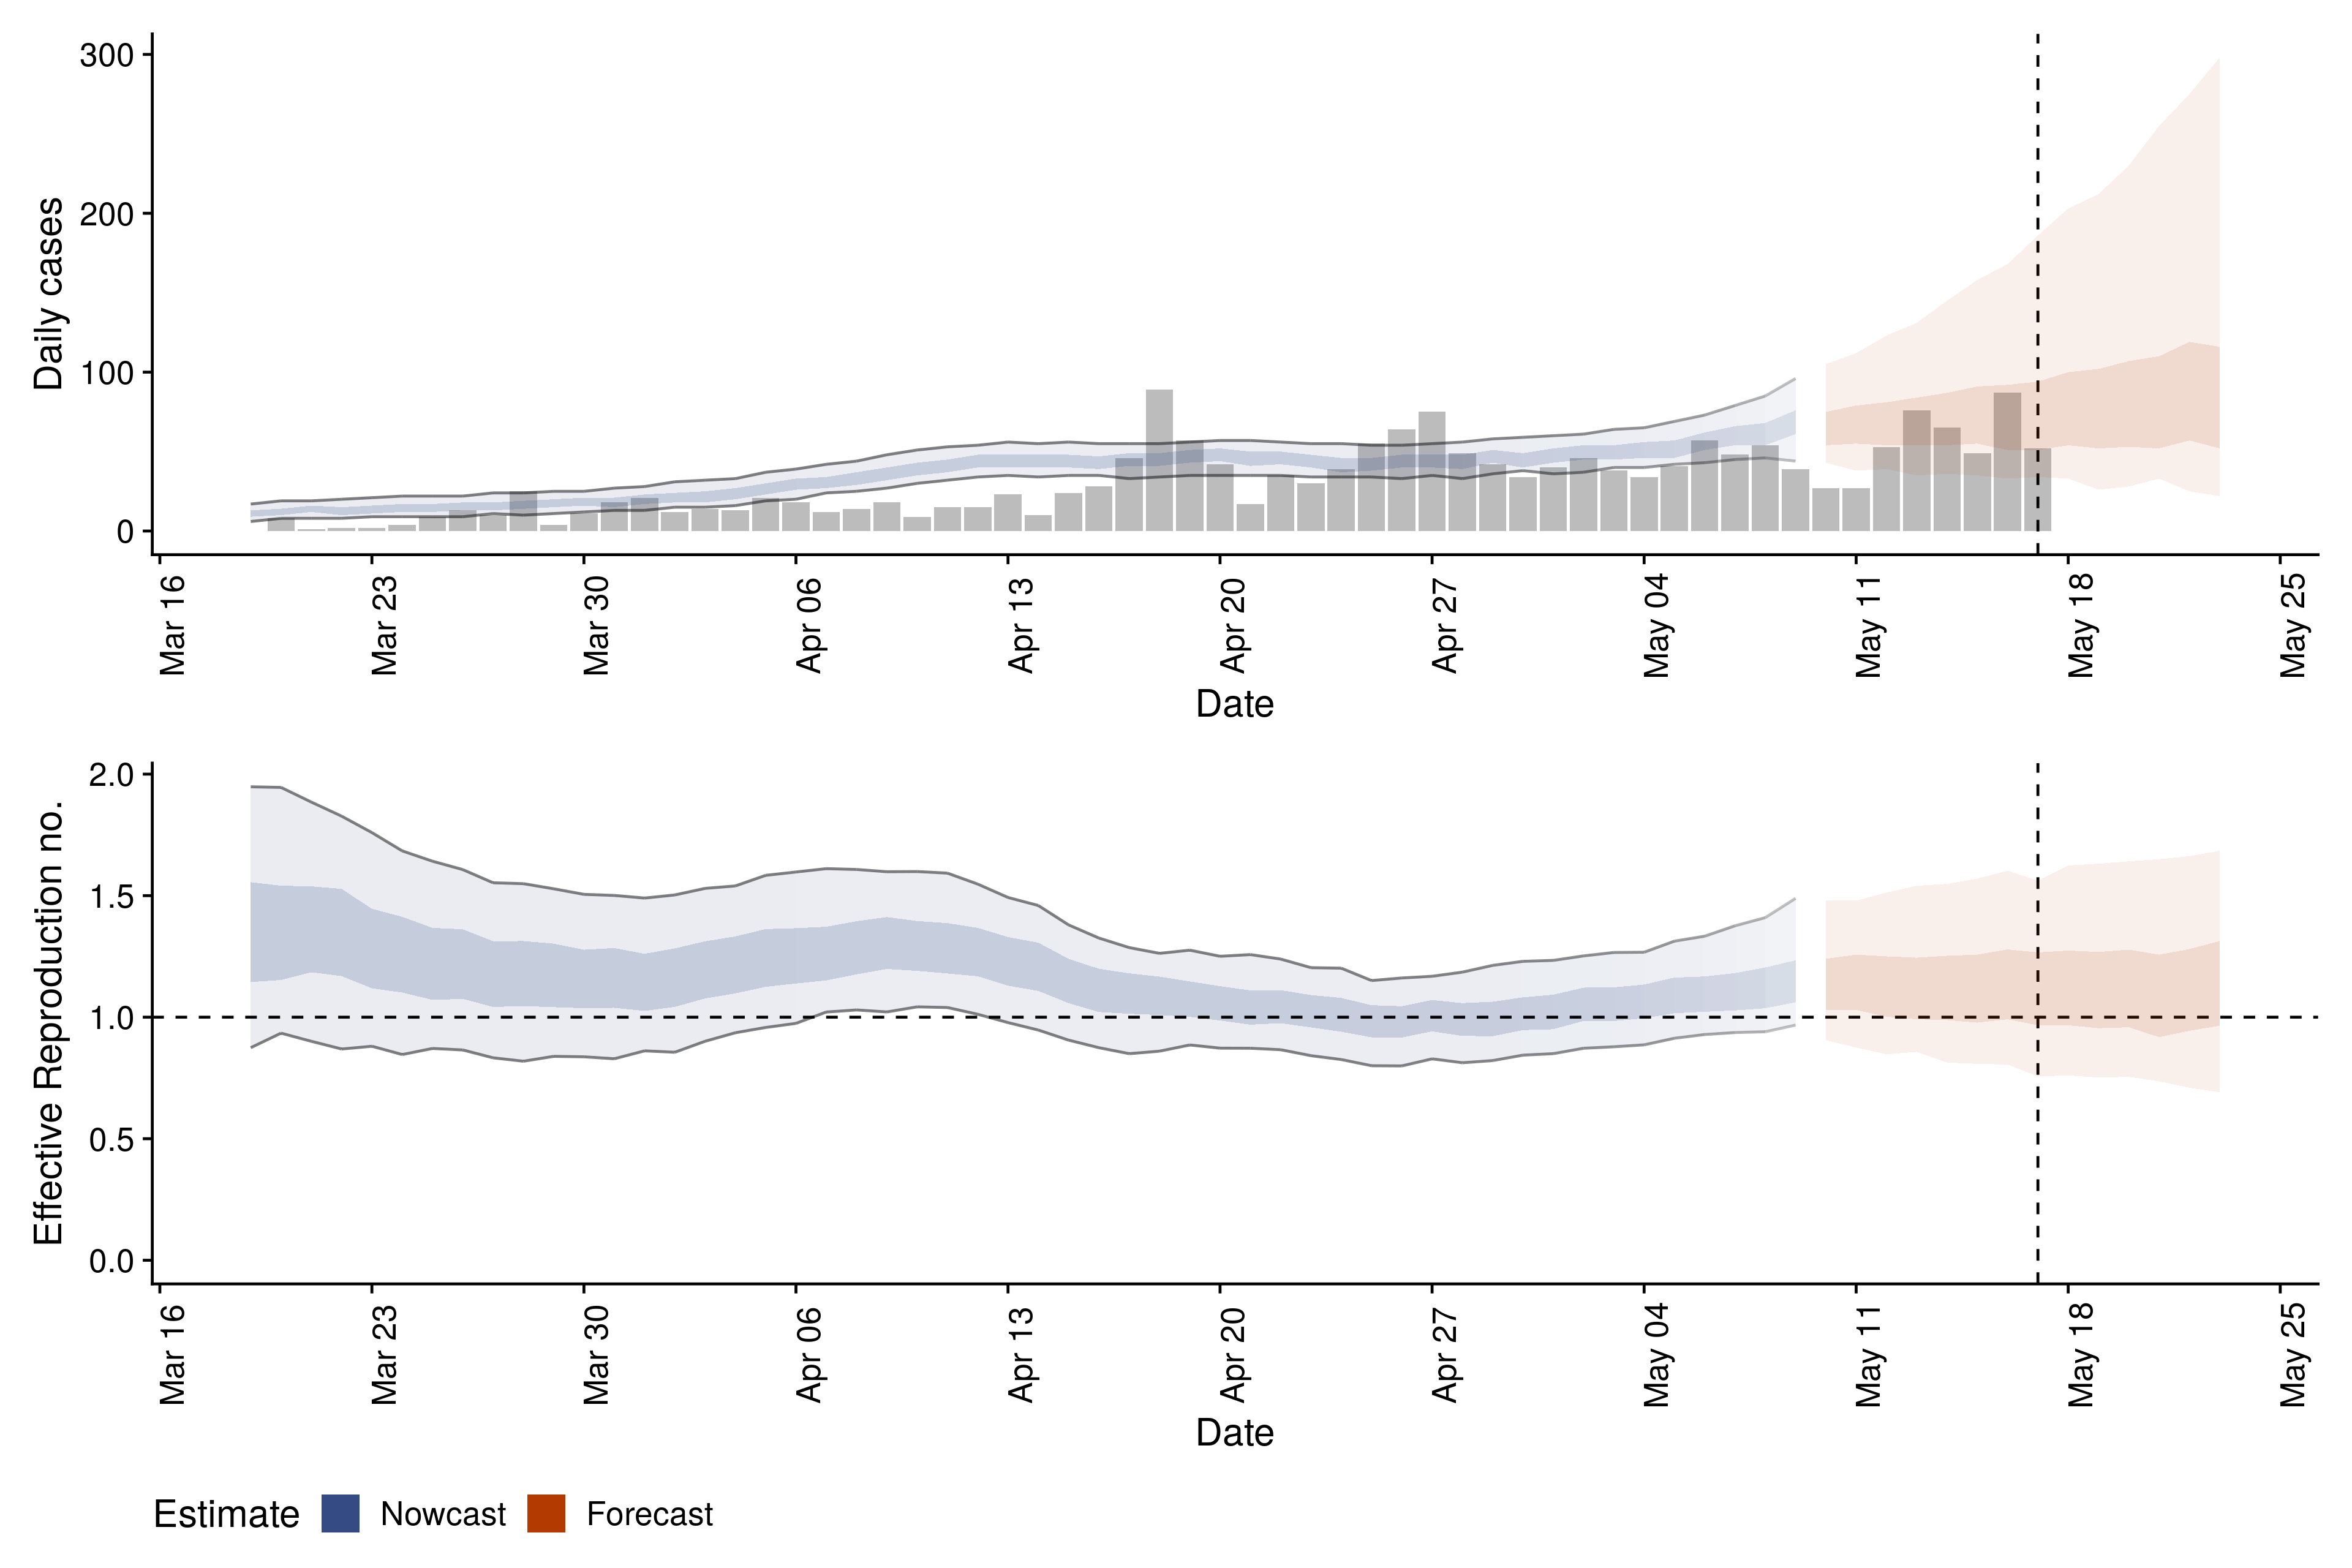 300
200
100
0
Daily cases
Mar 16 Mar 23 Mar 30 Apr 06 Apr 13 Apr 20 Apr 27 May 04 May 11 May 18 May 25
Date
2.0
1.5
1.0
0.5
0.0
Effective Reproduction no.
Mar 16 Mar 23 Mar 30 Apr 06 Apr 13 Apr 20 Apr 27 May 04 May 11 May 18 May 25
Date
Estimate Nowcast Forecast